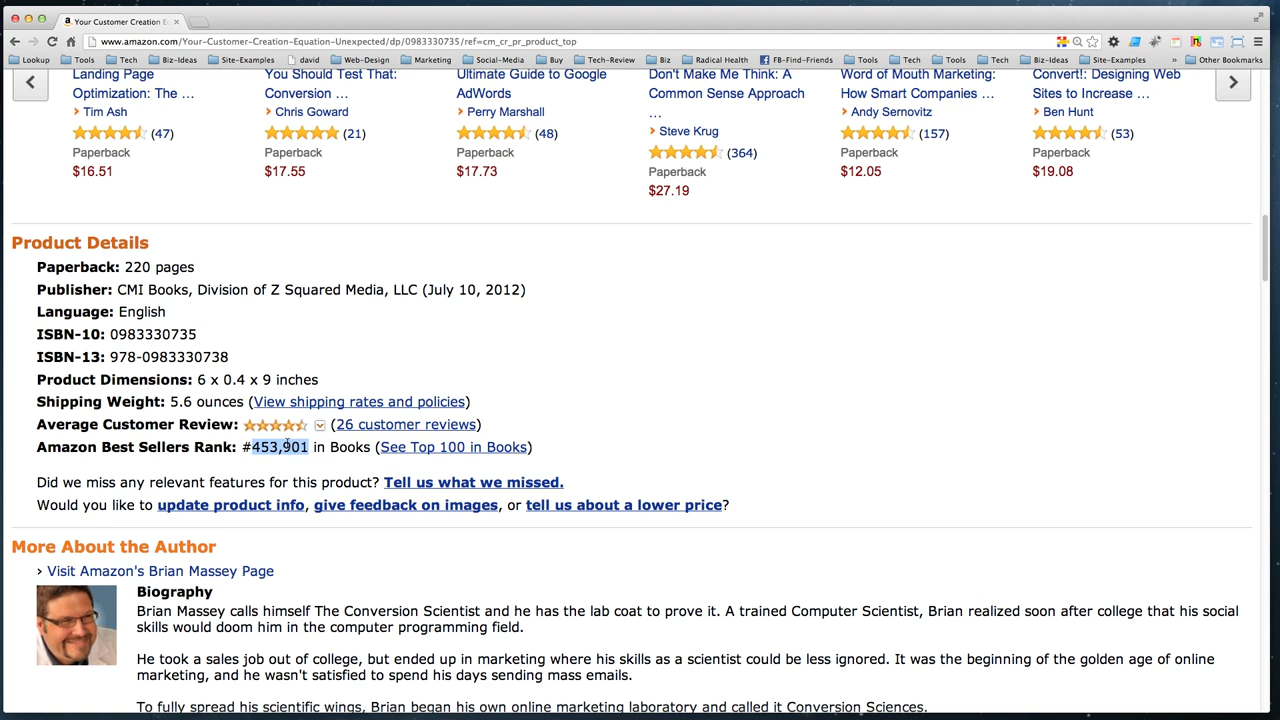 Your Customer Creation E
www.amazon.com/Your-Customer-Creation-Equation-Unexpected/dp/0983330735/ref=cm_cr_pr_product_top
Lookup Tools Tech Biz-Ideas Marketing Site-Examples david Web-Design Social-Media Buy Tech-Review Biz Radical Health FB-Find-Friends Tools Tech Tools Tech Biz-Ideas Site-Examples » Other Bookmarks
Landing Page You Should Test That: Ultimate Guide to Google Don't Make Me Think: A Word of Mouth Marketing: Convert!: Designing Web
Optimization: The ... Conversion ... AdWords Common Sense Approach How Smart Companies ... Sites to Increase ...
Tim Ash Chris Goward Perry Marshall ... Andy Sernovitz Ben Hunt
(47) (21) (48) Steve Krug (157) (53)
Paperback Paperback Paperback (364) Paperback Paperback
$16.51 $17.55 $17.73 Paperback $12.05 $19.08
$27.19
Product Details
Paperback: 220 pages
Publisher: CMI Books, Division of Z Squared Media, LLC (July 10, 2012)
Language: English
ISBN-10: 0983330735
ISBN-13: 978-0983330738
Product Dimensions: 6 x 0.4 x 9 inches
Shipping Weight: 5.6 ounces (View shipping rates and policies)
Average Customer Review: (26 customer reviews)
Amazon Best Sellers Rank: #453,901 in Books (See Top 100 in Books)
Did we miss any relevant features for this product? Tell us what we missed.
Would you like to update product info, give feedback on images, or tell us about a lower price?
More About the Author
› Visit Amazon's Brian Massey Page
Biography
Brian Massey calls himself The Conversion Scientist and he has the lab coat to prove it. A trained Computer Scientist, Brian realized soon after college that his social
skills would doom him in the computer programming field.
He took a sales job out of college, but ended up in marketing where his skills as a scientist could be less ignored. It was the beginning of the golden age of online
marketing, and he wasn't satisfied to spend his days sending mass emails.
To fully spread his scientific wings, Brian began his own online marketing laboratory and called it Conversion Sciences.